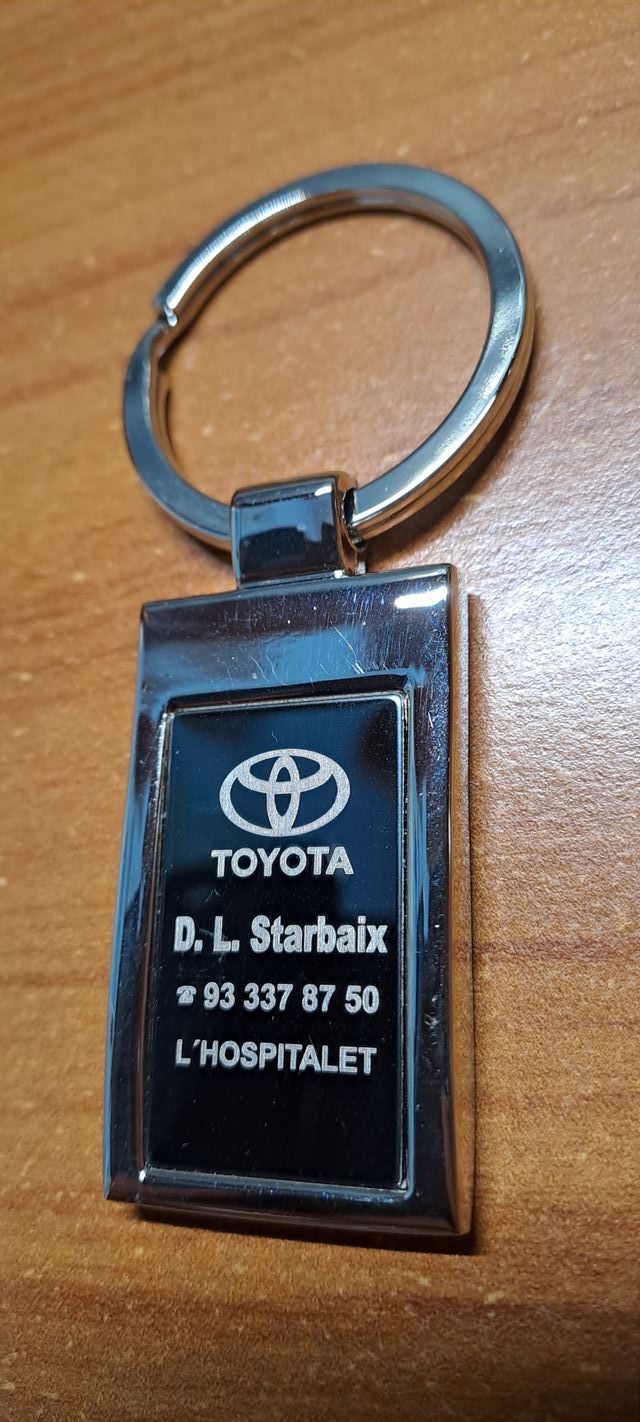 TOYOTA
D. L. Starbaix
☎ 93 337 87 50
L´HOSPITALET